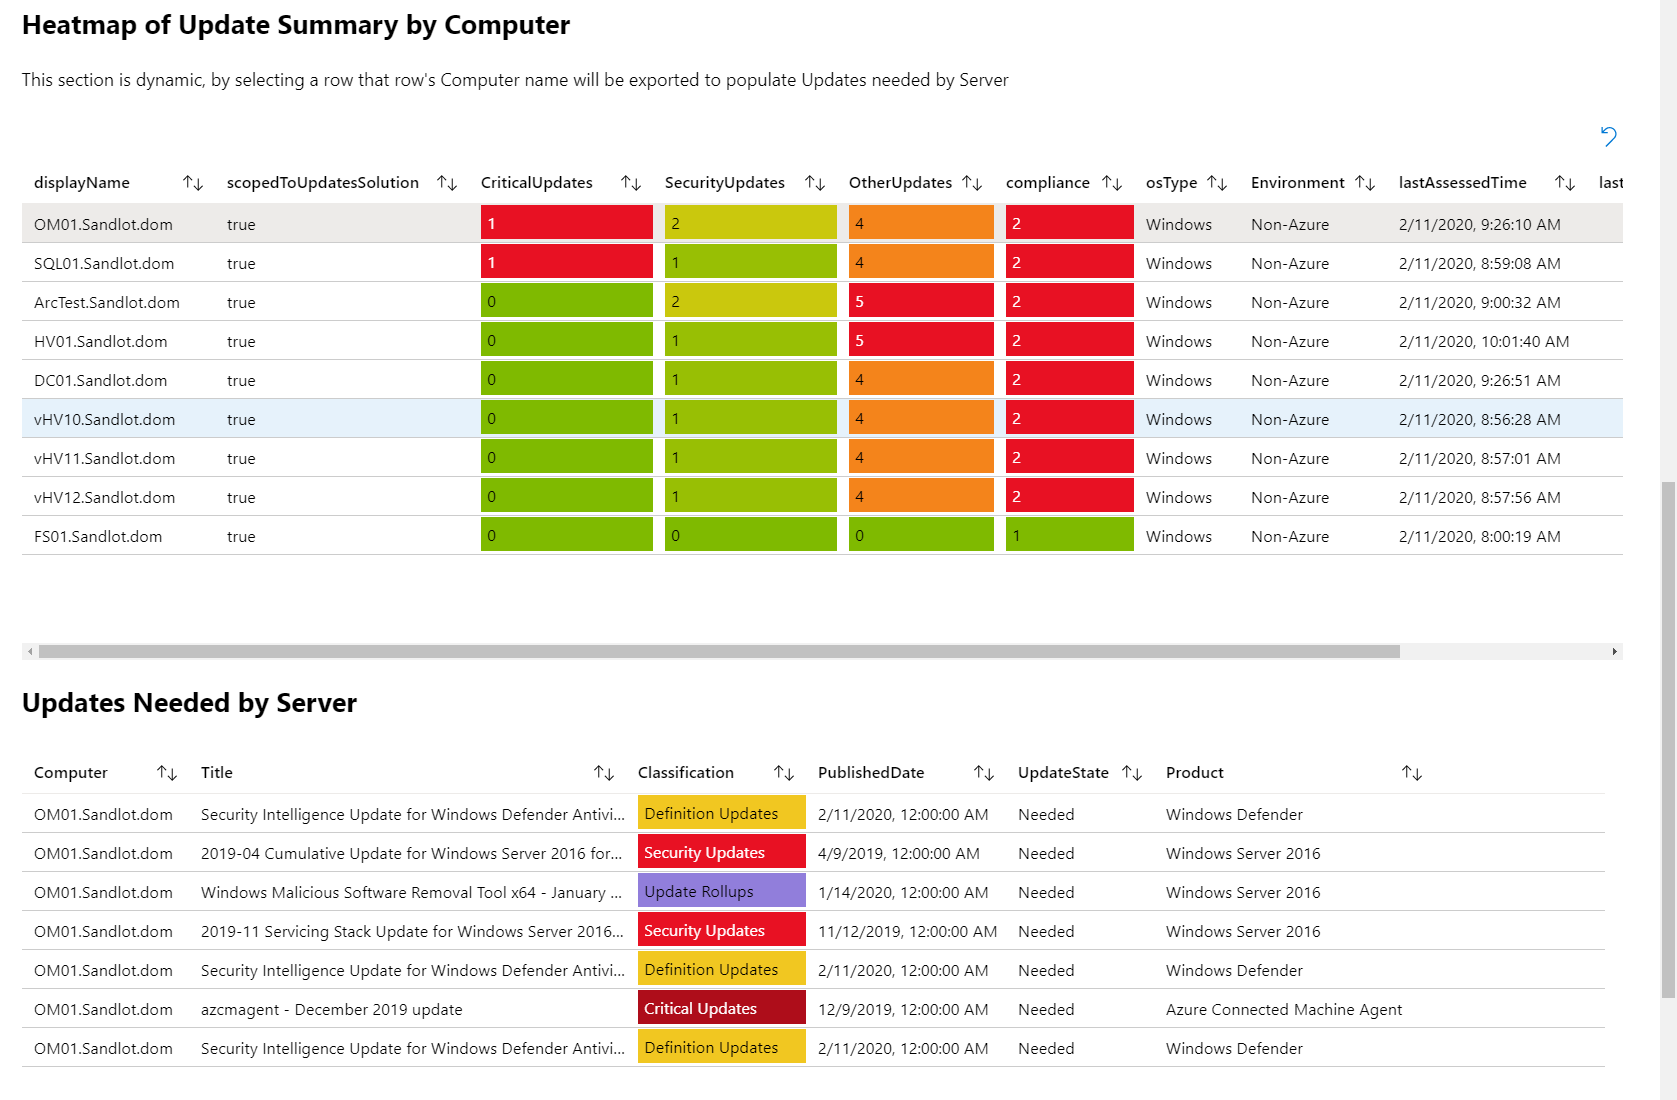 Heatmap of Update Summary by Computer
This section is dynamic, by selecting a row that row's Computer name will be exported to populate Updates needed by Server
displayName scopedToUpdatesSolution CriticalUpdates SecurityUpdates OtherUpdates compliance osType Environment lastAssessedTime last
OM01.Sandlot.dom true 1 2 4 2 Windows Non-Azure 2/11/2020, 9:26:10 AM
SQL01.Sandlot.dom true 1 1 4 2 Windows Non-Azure 2/11/2020, 8:59:08 AM
ArcTest.Sandlot.dom true 0 2 5 2 Windows Non-Azure 2/11/2020, 9:00:32 AM
HV01.Sandlot.dom true 0 1 5 2 Windows Non-Azure 2/11/2020, 10:01:40 AM
DC01.Sandlot.dom true 0 1 4 2 Windows Non-Azure 2/11/2020, 9:26:51 AM
vHV10.Sandlot.dom true 0 1 4 2 Windows Non-Azure 2/11/2020, 8:56:28 AM
vHV11.Sandlot.dom true 0 1 4 2 Windows Non-Azure 2/11/2020, 8:57:01 AM
vHV12.Sandlot.dom true 0 1 4 2 Windows Non-Azure 2/11/2020, 8:57:56 AM
FS01.Sandlot.dom true 0 0 0 1 Windows Non-Azure 2/11/2020, 8:00:19 AM
Updates Needed by Server
Computer Title Classification PublishedDate UpdateState Product
OM01.Sandlot.dom Security Intelligence Update for Windows Defender Antivi... Definition Updates 2/11/2020, 12:00:00 AM Needed Windows Defender
OM01.Sandlot.dom 2019-04 Cumulative Update for Windows Server 2016 for... Security Updates 4/9/2019, 12:00:00 AM Needed Windows Server 2016
OM01.Sandlot.dom Windows Malicious Software Removal Tool x64 - January ... Update Rollups 1/14/2020, 12:00:00 AM Needed Windows Server 2016
OM01.Sandlot.dom 2019-11 Servicing Stack Update for Windows Server 2016... Security Updates 11/12/2019, 12:00:00 AM Needed Windows Server 2016
OM01.Sandlot.dom Security Intelligence Update for Windows Defender Antivi... Definition Updates 2/11/2020, 12:00:00 AM Needed Windows Defender
OM01.Sandlot.dom azcmagent - December 2019 update Critical Updates 12/9/2019, 12:00:00 AM Needed Azure Connected Machine Agent
OM01.Sandlot.dom Security Intelligence Update for Windows Defender Antivi... Definition Updates 2/11/2020, 12:00:00 AM Needed Windows Defender